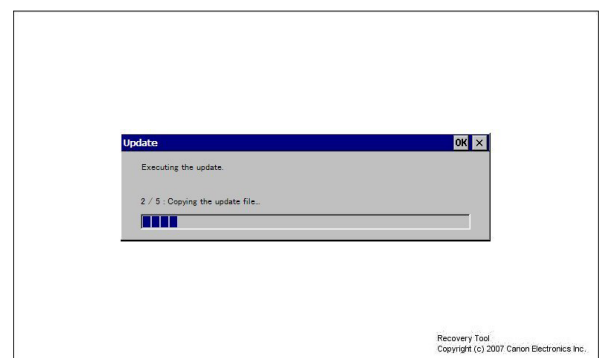 Update OK ×
Executing the update.
2 / 5 : Copying the update file...
Recovery Tool
Copyright (c) 2007 Canon Electronics Inc.